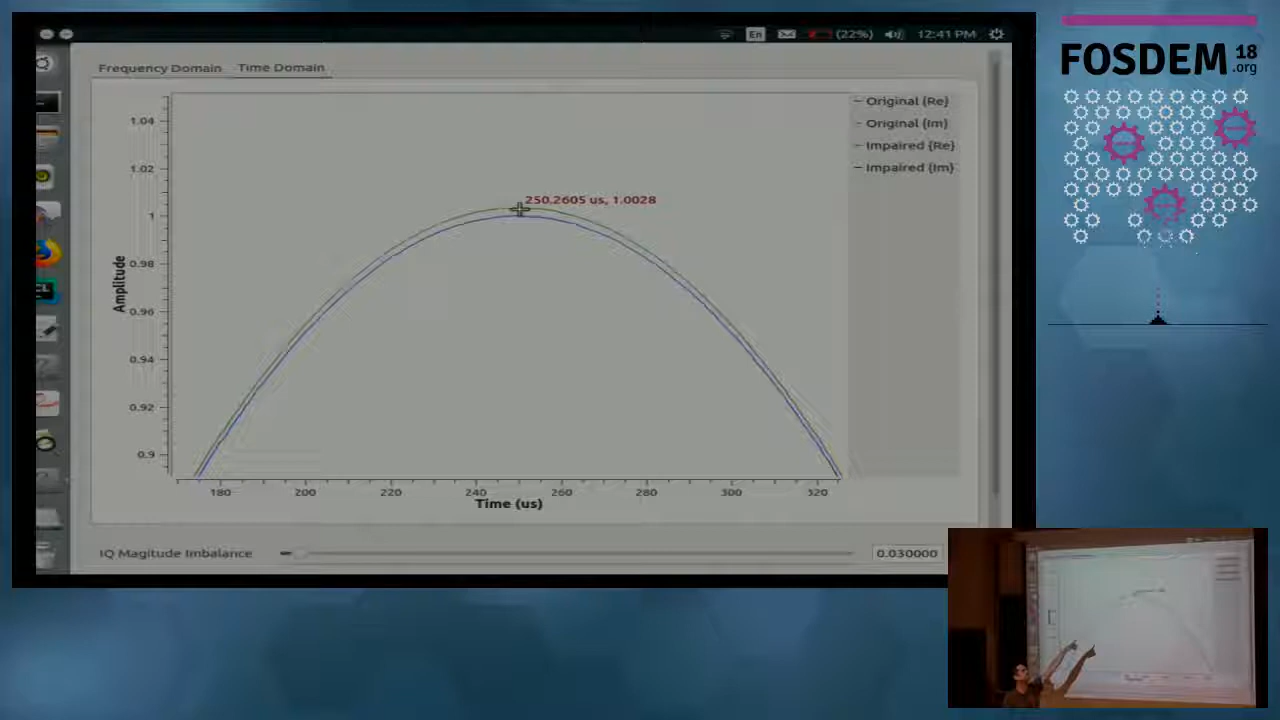 En
(22%)
12:41 PM
FOSDEM 18
.org
Frequency Domain
Time Domain
Original {Re}
Original {Im}
Impaired {Re}
Impaired {Im}
1.04
1.02
1
0.98
0.96
0.94
0.92
0.9
Amplitude
250.2605 us, 1.0028
180
200
220
240
260
280
300
320
Time (us)
IQ Magitude Imbalance
0.030000